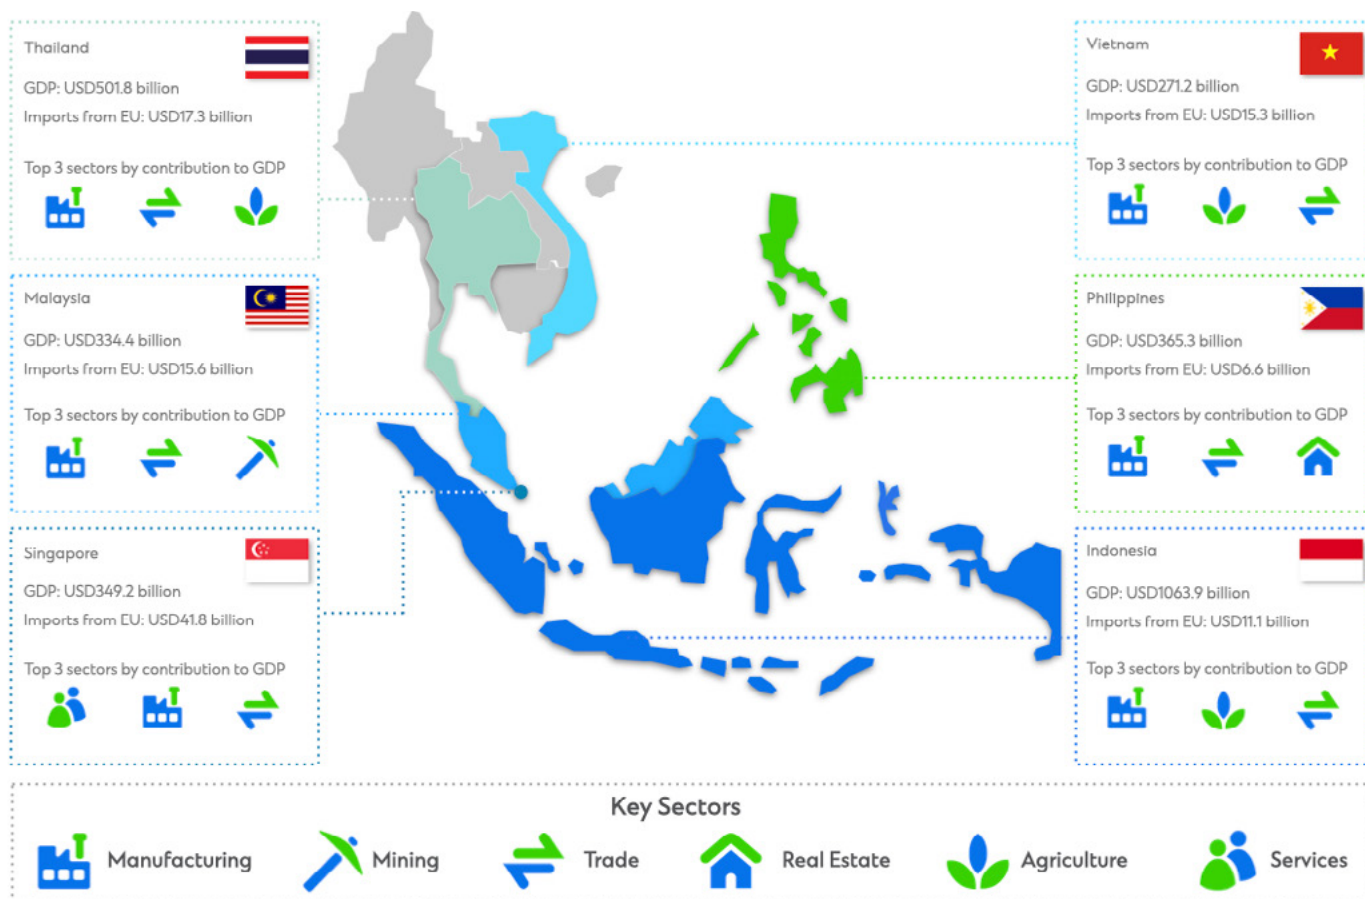 Thailand
GDP: USD501.8 billion
Imports from EU: USD17.3 billion
Top 3 sectors by contribution to GDP
Malaysia
GDP: USD334.4 billion
Imports from EU: USD15.6 billion
Top 3 sectors by contribution to GDP
Singapore
GDP: USD349.2 billion
Imports from EU: USD41.8 billion
Top 3 sectors by contribution to GDP
Vietnam
GDP: USD271.2 billion
Imports from EU: USD15.3 billion
Top 3 sectors by contribution to GDP
Philippines
GDP: USD365.3 billion
Imports from EU: USD6.6 billion
Top 3 sectors by contribution to GDP
Indonesia
GDP: USD1063.9 billion
Imports from EU: USD11.1 billion
Top 3 sectors by contribution to GDP
Key Sectors
Manufacturing
Mining
Trade
Real Estate
Agriculture
Services